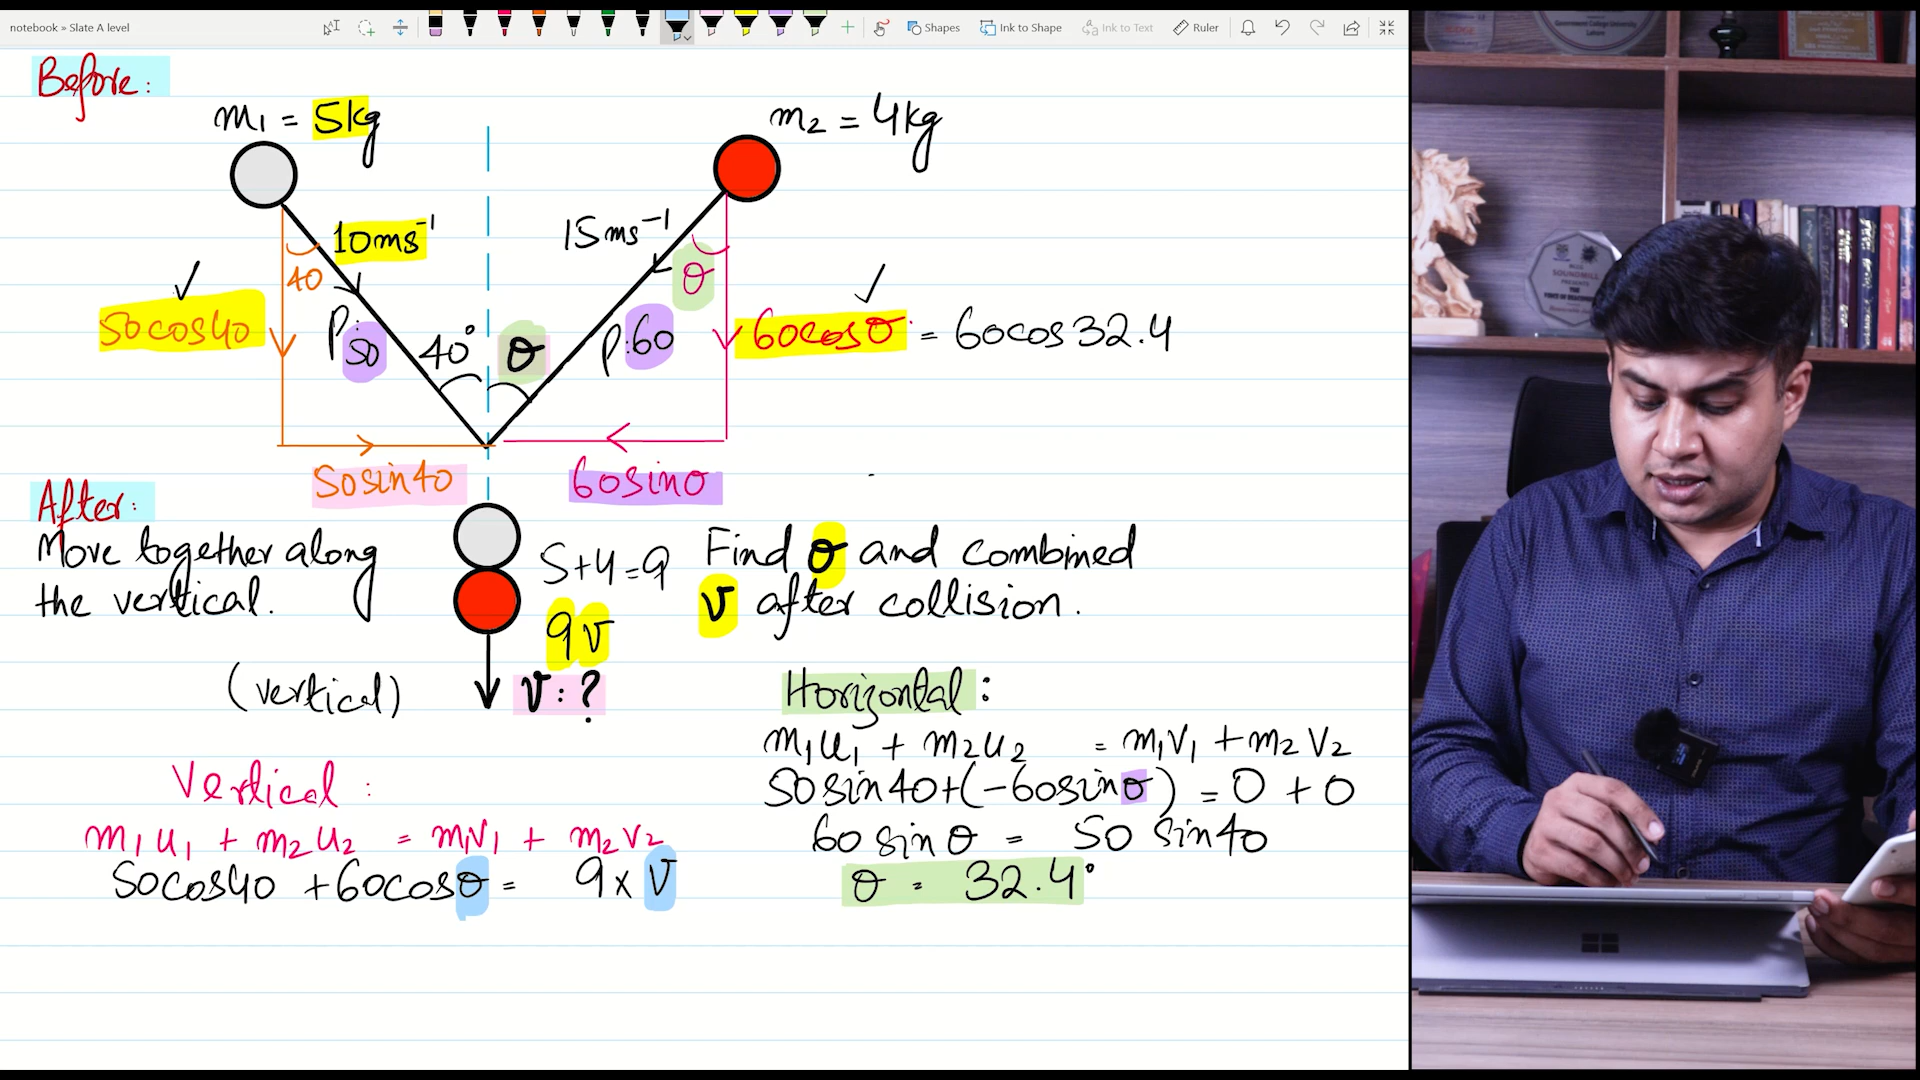 notebook » Slate A level
Shapes
Ink to Shape
Ink to Text
Ruler
Before:
m1 = 5kg
m2 = 4kg
10ms⁻¹
15ms⁻¹
40
θ
50cos40
P:50
40°
θ
P:60
60cosθ = 60cos32.4
50sin40
60sinθ
After:
Move together along
the vertical.
5+4=9
9v
Find θ and combined
v after collision.
(vertical)
v:?
Horizontal:
m1u1 + m2u2 = m1v1 + m2v2
50sin40+(-60sinθ) = 0 + 0
60 sinθ = 50 sin40
θ = 32.4°
Vertical:
m1u1 + m2u2 = m1v1 + m2v2
50cos40 +60cosθ = 9 x v